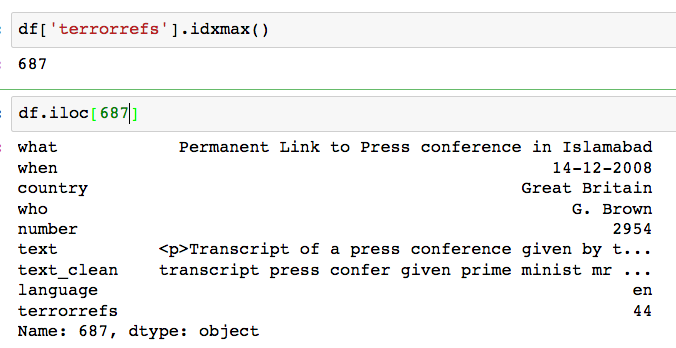 df['terrorrefs'].idxmax()
687
df.iloc[687]
what Permanent Link to Press conference in Islamabad
when 14-12-2008
country Great Britain
who G. Brown
number 2954
text <p>Transcript of a press conference given by t...
text_clean transcript press confer given prime minist mr ...
language en
terrorrefs 44
Name: 687, dtype: object